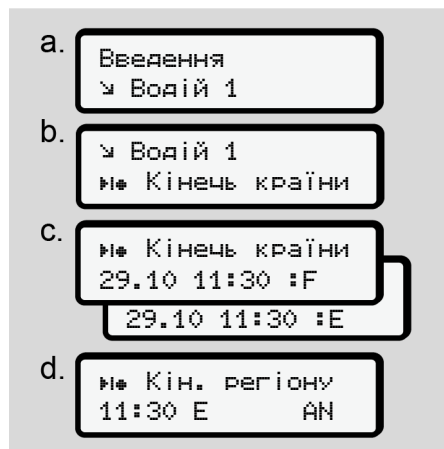 a.
Введення
↘ Водій 1
b.
↘ Водій 1
⏵I● Кінець країни
c.
⏵I● Кінець країни
29.10 11:30 :F
29.10 11:30 :E
d.
⏵I● Кін. регіону
11:30 E AN